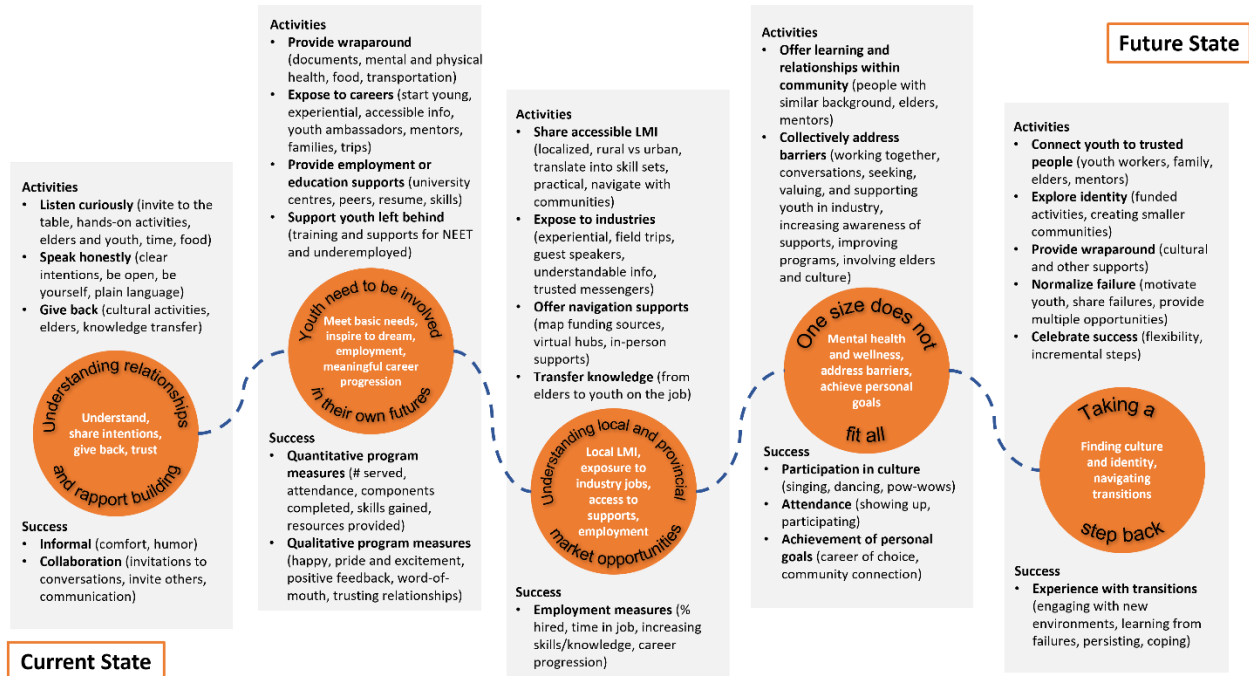 Activities
• Listen curiously (invite to the
table, hands-on activities,
elders and youth, time, food)
• Speak honestly (clear
intentions, be open, be
yourself, plain language)
• Give back (cultural activities,
elders, knowledge transfer)
Understanding relationships
Understand,
share intentions,
give back, trust
and rapport building
Success
• Informal (comfort, humor)
• Collaboration (invitations to
conversations, invite others,
communication)
Current State
Activities
• Provide wraparound
(documents, mental and physical
health, food, transportation)
• Expose to careers (start young,
experiential, accessible info,
youth ambassadors, mentors,
families, trips)
• Provide employment or
education supports (university
centres, peers, resume, skills)
• Support youth left behind
(training and supports for NEET
and underemployed)
Youth need to be involved
Meet basic needs,
inspire to dream,
employment,
meaningful career
progression
in their own futures
Success
• Quantitative program
measures (# served,
attendance, components
completed, skills gained,
resources provided)
• Qualitative program measures
(happy, pride and excitement,
positive feedback, word-of-
mouth, trusting relationships)
Activities
• Share accessible LMI
(localized, rural vs urban,
translate into skill sets,
practical, navigate with
communities)
• Expose to industries
(experiential, field trips,
guest speakers,
understandable info,
trusted messengers)
• Offer navigation supports
(map funding sources,
virtual hubs, in-person
supports)
• Transfer knowledge (from
elders to youth on the job)
Understanding local and provincial
Local LMI,
exposure to
industry jobs,
access to
supports,
employment
market opportunities
Success
• Employment measures (%
hired, time in job, increasing
skills/knowledge, career
progression)
Activities
• Offer learning and
relationships within
community (people with
similar background, elders,
mentors)
• Collectively address
barriers (working together,
conversations, seeking,
valuing, and supporting
youth in industry,
increasing awareness of
supports, improving
programs, involving elders
and culture)
One size does not
Mental health
and wellness,
address barriers,
achieve personal
goals
fit all
Success
• Participation in culture
(singing, dancing, pow-wows)
• Attendance (showing up,
participating)
• Achievement of personal
goals (career of choice,
community connection)
Future State
Activities
• Connect youth to trusted
people (youth workers, family,
elders, mentors)
• Explore identity (funded
activities, creating smaller
communities)
• Provide wraparound (cultural
and other supports)
• Normalize failure (motivate
youth, share failures, provide
multiple opportunities)
• Celebrate success (flexibility,
incremental steps)
Taking a
Finding culture
and identity,
navigating
transitions
step back
Success
• Experience with transitions
(engaging with new
environments, learning from
failures, persisting, coping)